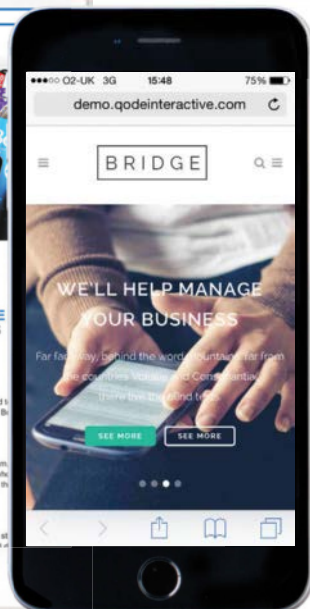 O2-UK 3G 15:48 75%
demo.qodeinteractive.com
BRIDGE
WE'LL HELP MANAGE
YOUR BUSINESS
Far far away, behind the word mountains, far from
the countries Vokalia and Consonantia,
there live the blind texts
SEE MORE SEE MORE